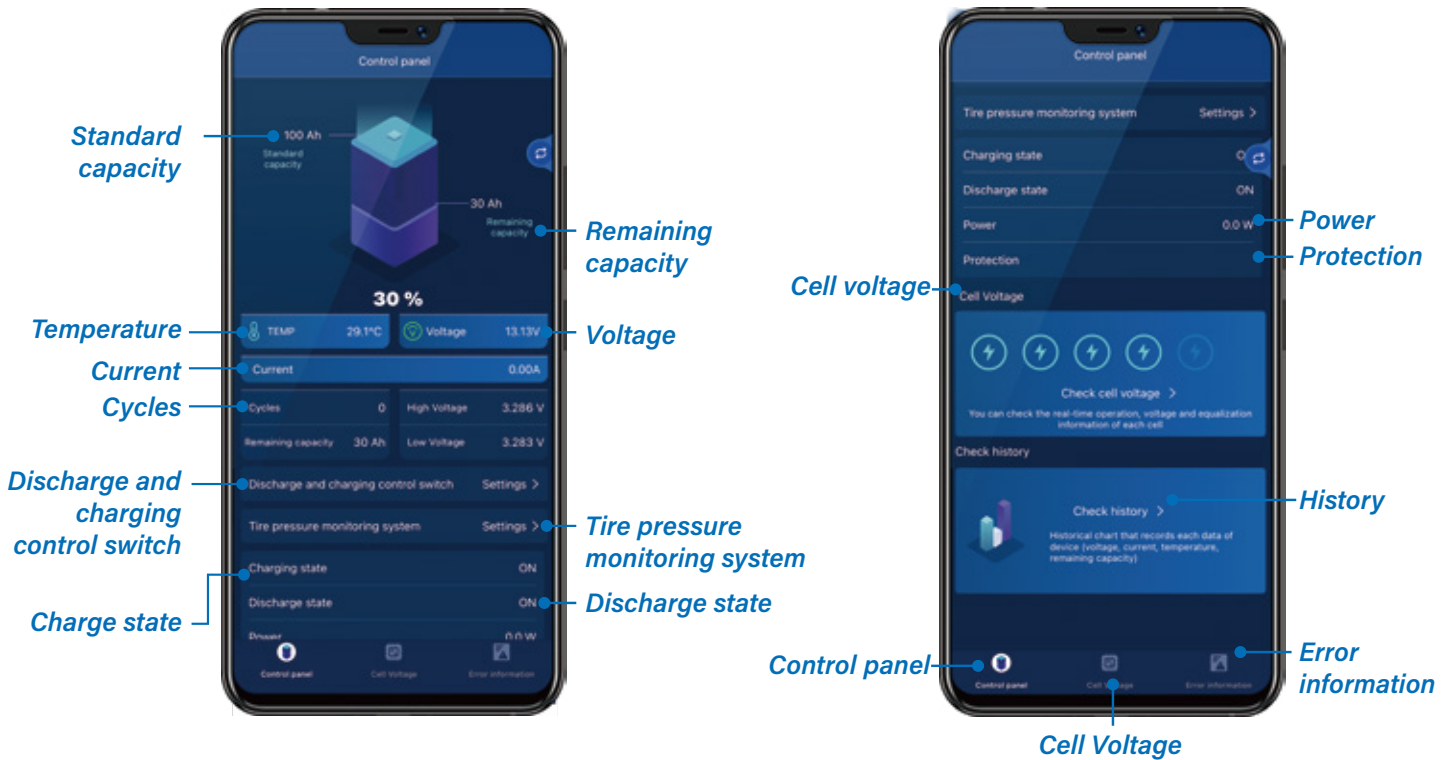 Control panel
Standard
capacity
100 Ah
Standard
capacity
30 Ah
Remaining
capacity
Remaining
capacity
30 %
Temperature
TEMP 29.1°C
Voltage 13.13V
Voltage
Current
Current 0.00A
Cycles
Cycles 0
High Voltage 3.286 V
Remaining capacity 30 Ah
Low Voltage 3.283 V
Discharge and
charging
control switch
Discharge and charging control switch Settings >
Tire pressure monitoring system Settings >
Tire pressure
monitoring system
Charging state ON
Charge state
Discharge state ON
Discharge state
Power 0.0 W
Control panel
Cell Voltage
Error information
Control panel
Tire pressure monitoring system Settings >
Charging state
Discharge state ON
Power 0.0 W
Power
Protection
Protection
Cell voltage
Cell Voltage
Check cell voltage >
You can check the real-time operation, voltage and equalization
information of each cell
Check history
Check history >
History
Historical chart that records each data of
device (voltage, current, temperature,
remaining capacity)
Control panel
Control panel
Cell Voltage
Error information
Error
information
Cell Voltage